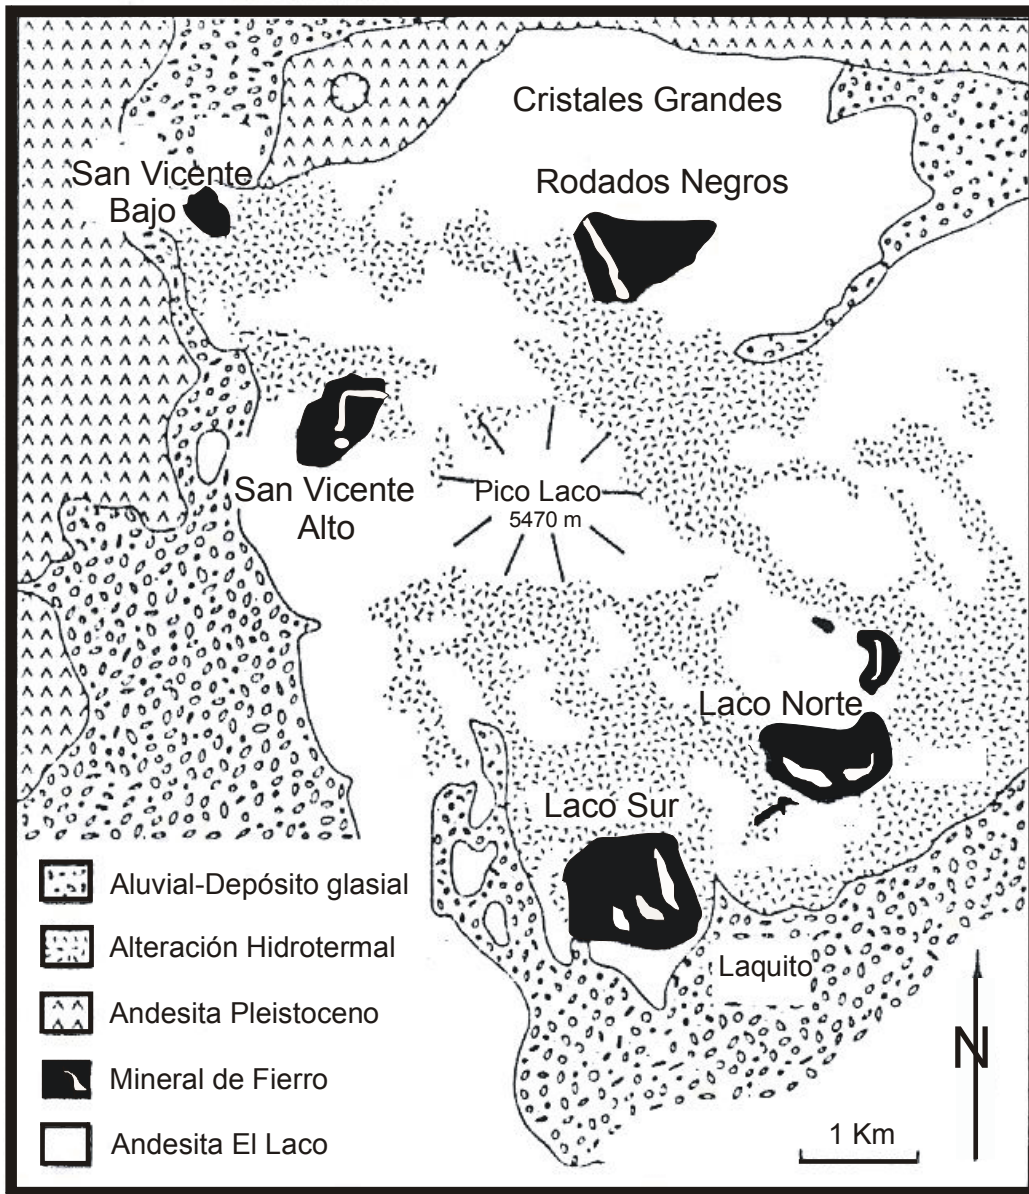 Cristales Grandes
San Vicente
Bajo
Rodados Negros
San Vicente
Alto
Pico Laco
5470 m
Laco Norte
Laco Sur
Laquito
Aluvial-Depósito glasial
Alteración Hidrotermal
Andesita Pleistoceno
Mineral de Fierro
Andesita El Laco
N
1 Km